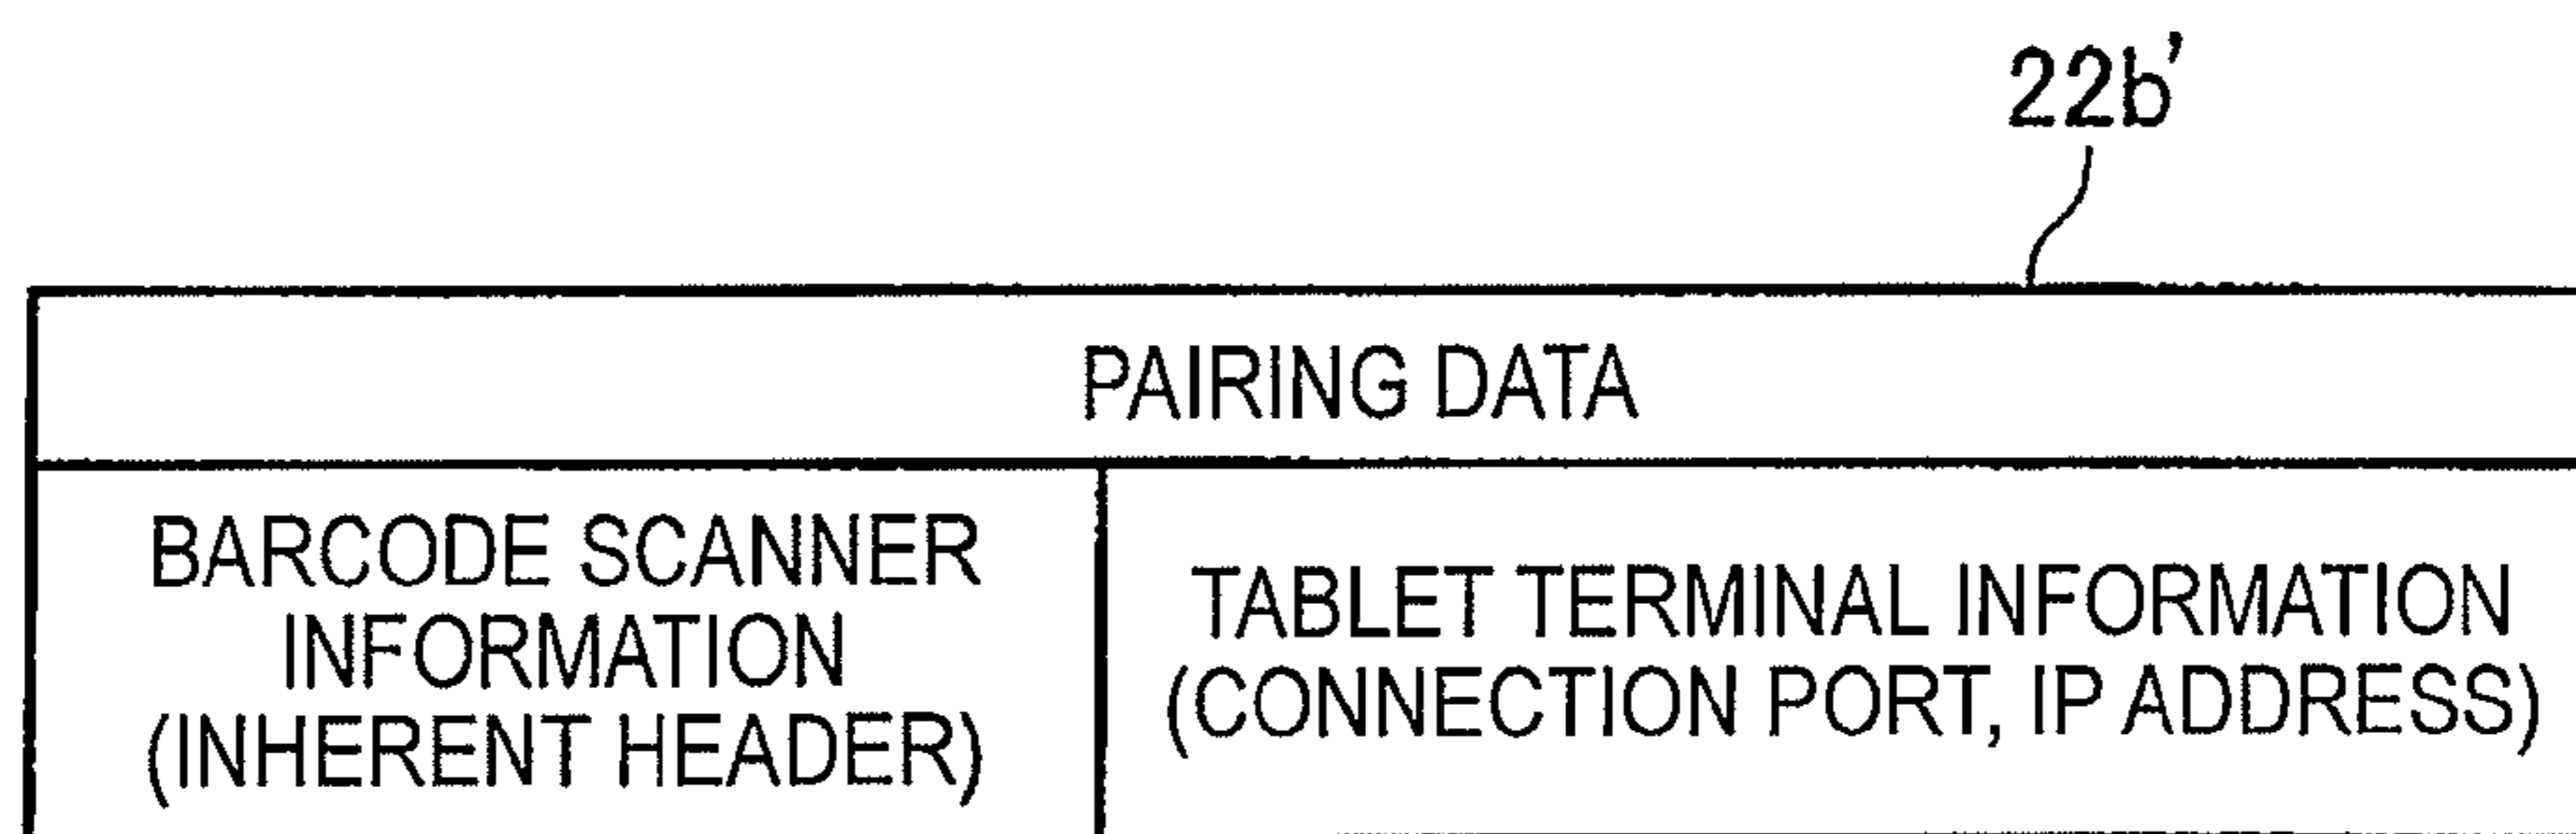 22b'
PAIRING DATA
BARCODE SCANNER
INFORMATION
(INHERENT HEADER)
TABLET TERMINAL INFORMATION
(CONNECTION PORT, IP ADDRESS)